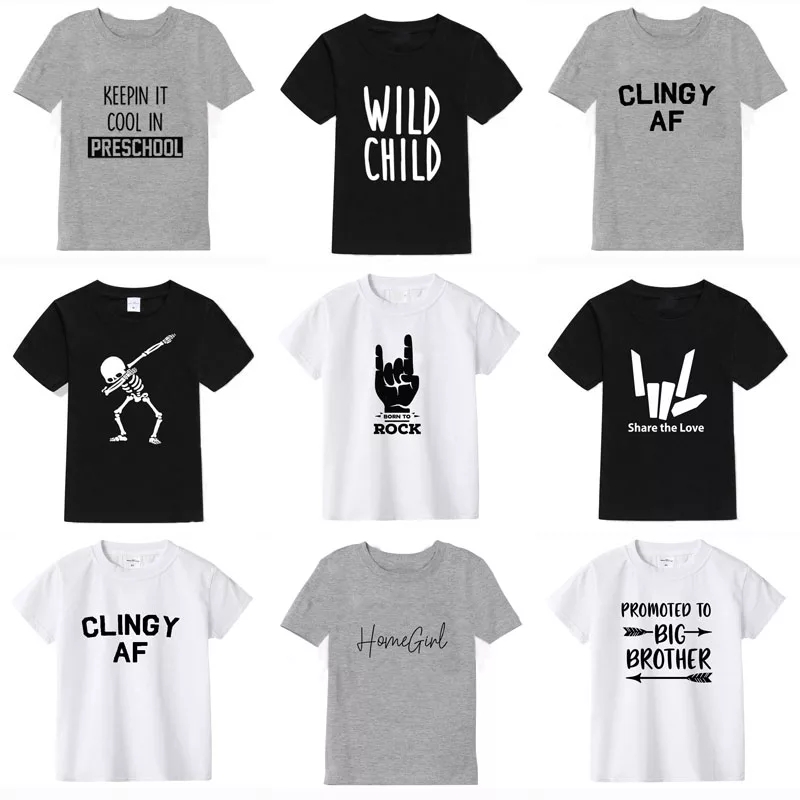 KEEPIN IT
COOL IN
PRESCHOOL
WILD
CHILD
CLINGY
AF
BORN TO
ROCK
Share the Love
CLINGY
AF
HomeGirl
PROMOTED TO
BIG
BROTHER